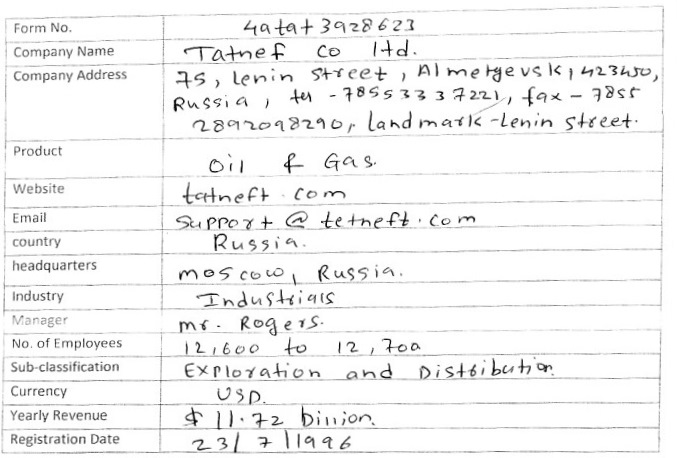 Form No. 4atat3928623
Company Name Tatnef co ltd.
Company Address 75, lenin street, Almetyevsk, 423450,
Russia, tel - 78553337221, fax - 7855
2892098290, landmark - Lenin street.
Product Oil & Gas.
Website tatneft.com
Email support@tetneft.com
country Russia.
headquarters moscow, Russia.
Industry Industrials
Manager mr. Rogers.
No. of Employees 12,600 to 12,700
Sub-classification Exploration and Distribution
Currency USD.
Yearly Revenue $ 11.72 billion.
Registration Date 23/7/1996